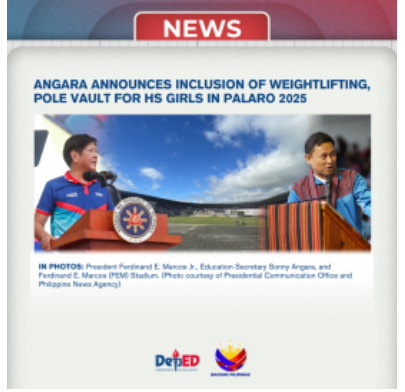 NEWS
ANGARA ANNOUNCES INCLUSION OF WEIGHTLIFTING,
POLE VAULT FOR HS GIRLS IN PALARO 2025
IN PHOTOS: President Ferdinand E. Marcos Jr., Education Secretary Sonny Angara, and
Ferdinand E. Marcos (FEM) Stadium. (Photo courtesy of Presidential Communication Office and
Philippine News Agency)
DepED
BAGONG PILIPINAS